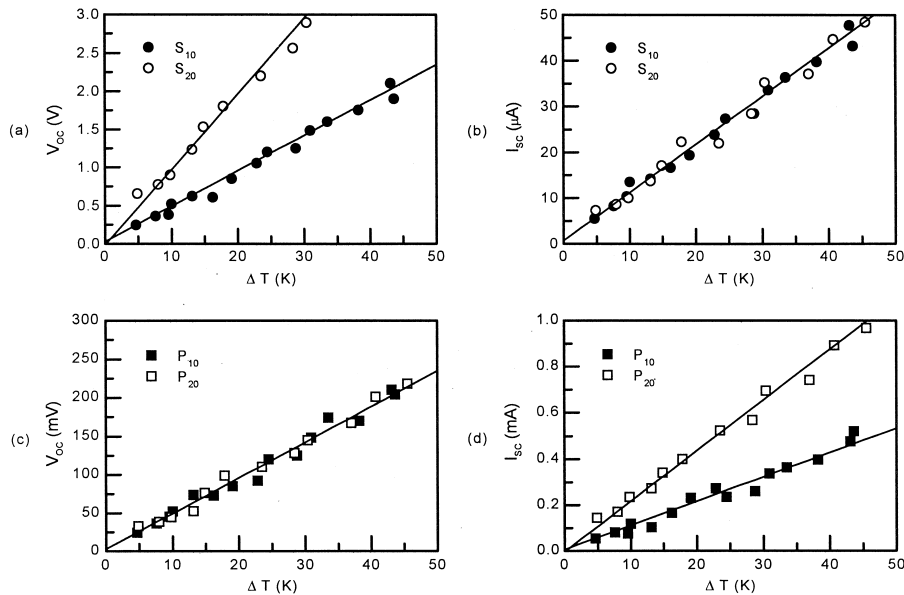 (a)
V_oc (V)
3.0
2.5
2.0
1.5
1.0
0.5
0.0
S_10
S_20
0 10 20 30 40 50
Δ T (K)
(b)
I_sc (μA)
50
40
30
20
10
0
S_10
S_20
0 10 20 30 40 50
Δ T (K)
(c)
V_oc (mV)
300
250
200
150
100
50
0
P_10
P_20
0 10 20 30 40 50
Δ T (K)
(d)
I_sc (mA)
1.0
0.8
0.6
0.4
0.2
0.0
P_10
P_20
0 10 20 30 40 50
Δ T (K)